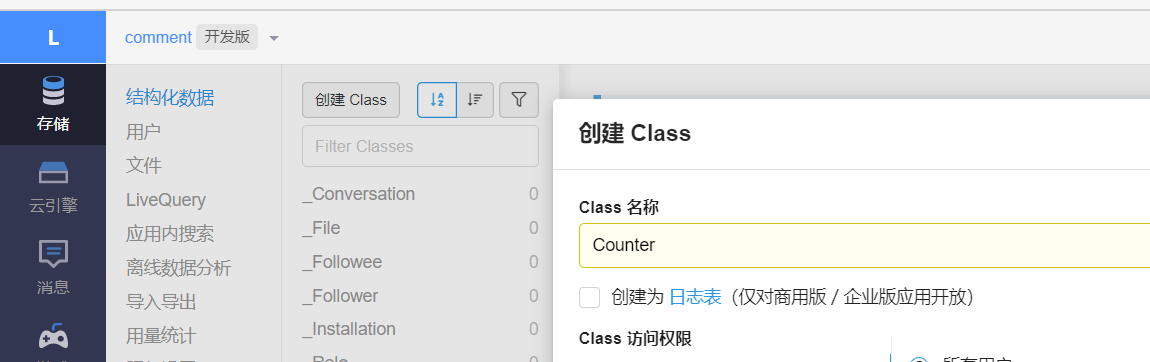 L
comment 开发版
存储
云引擎
消息
结构化数据
用户
文件
LiveQuery
应用内搜索
离线数据分析
导入导出
用量统计
创建 Class
Filter Classes
_Conversation 0
_File 0
_Followee 0
_Follower 0
_Installation 0
创建 Class
Class 名称
Counter
创建为 日志表（仅对商用版 / 企业版应用开放）
Class 访问权限
所有用户